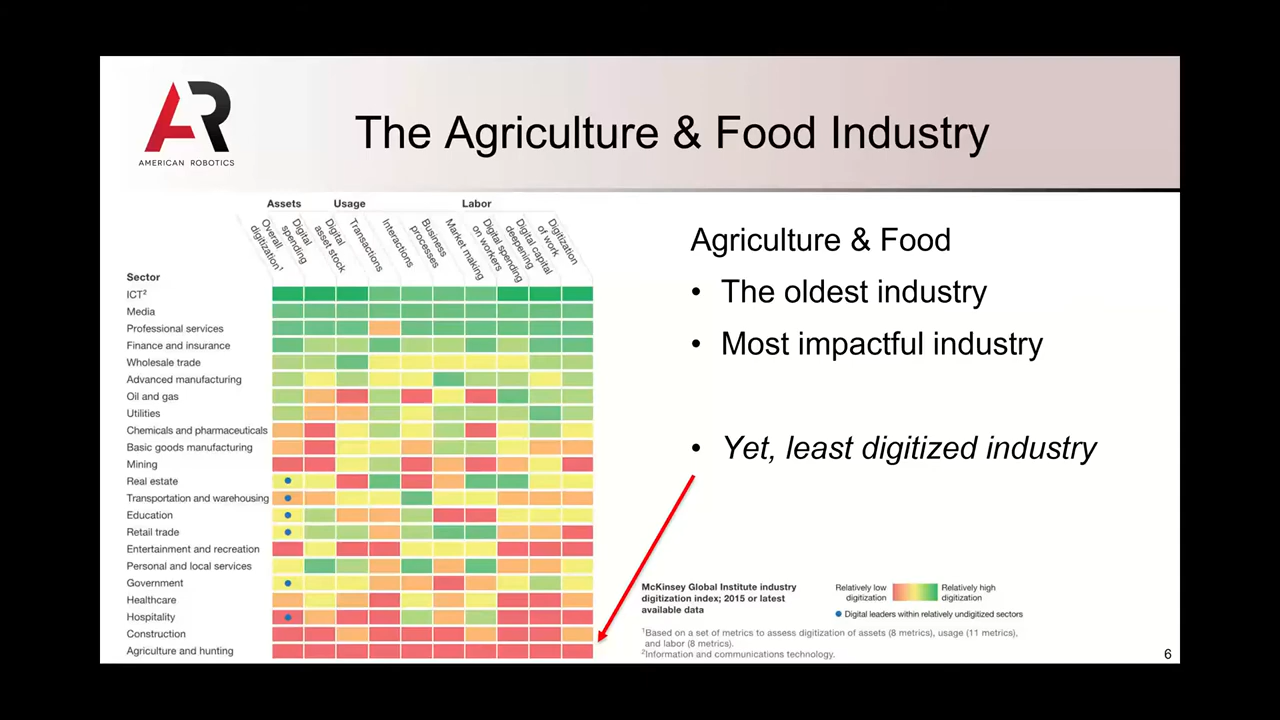 AR
AMERICAN ROBOTICS
The Agriculture & Food Industry
Assets Usage Labor
Overall digitization¹
Digital spending
Digital asset stock
Transactions
Interactions
Business processes
Market making
Digital spending on workers
Digital capital deepening
Digitization of work
Sector
ICT²
Media
Professional services
Finance and insurance
Wholesale trade
Advanced manufacturing
Oil and gas
Utilities
Chemicals and pharmaceuticals
Basic goods manufacturing
Mining
Real estate
Transportation and warehousing
Education
Retail trade
Entertainment and recreation
Personal and local services
Government
Healthcare
Hospitality
Construction
Agriculture and hunting
Agriculture & Food
• The oldest industry
• Most impactful industry
• Yet, least digitized industry
McKinsey Global Institute industry
digitization index; 2015 or latest
available data
Relatively low
digitization
Relatively high
digitization
Digital leaders within relatively undigitized sectors
¹Based on a set of metrics to assess digitization of assets (8 metrics), usage (11 metrics),
and labor (8 metrics).
²Information and communications technology.
6